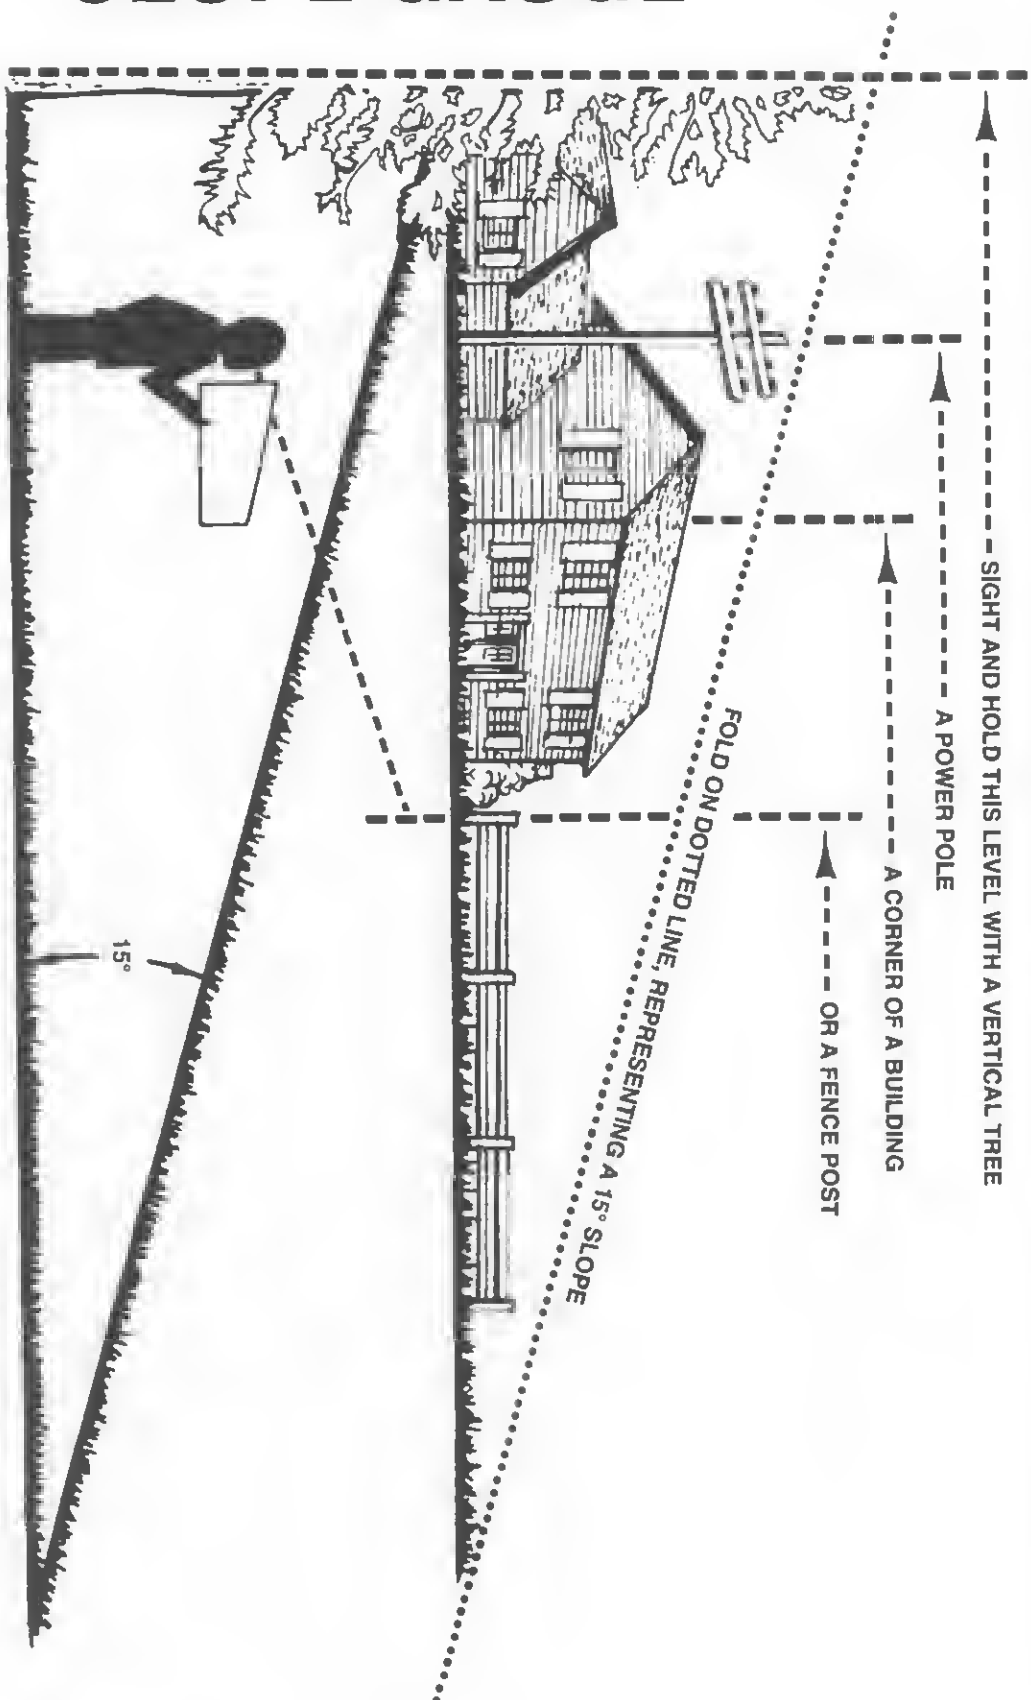 SIGHT AND HOLD THIS LEVEL WITH A VERTICAL TREE
A POWER POLE
A CORNER OF A BUILDING
OR A FENCE POST
FOLD ON DOTTED LINE, REPRESENTING A 15° SLOPE
15°